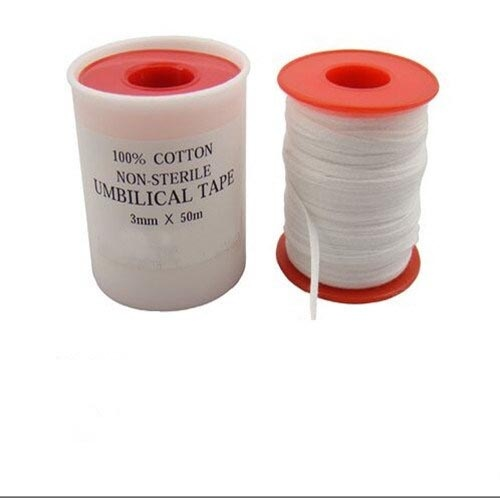 100% COTTON
NON-STERILE
UMBILICAL TAPE
3mm X 50m